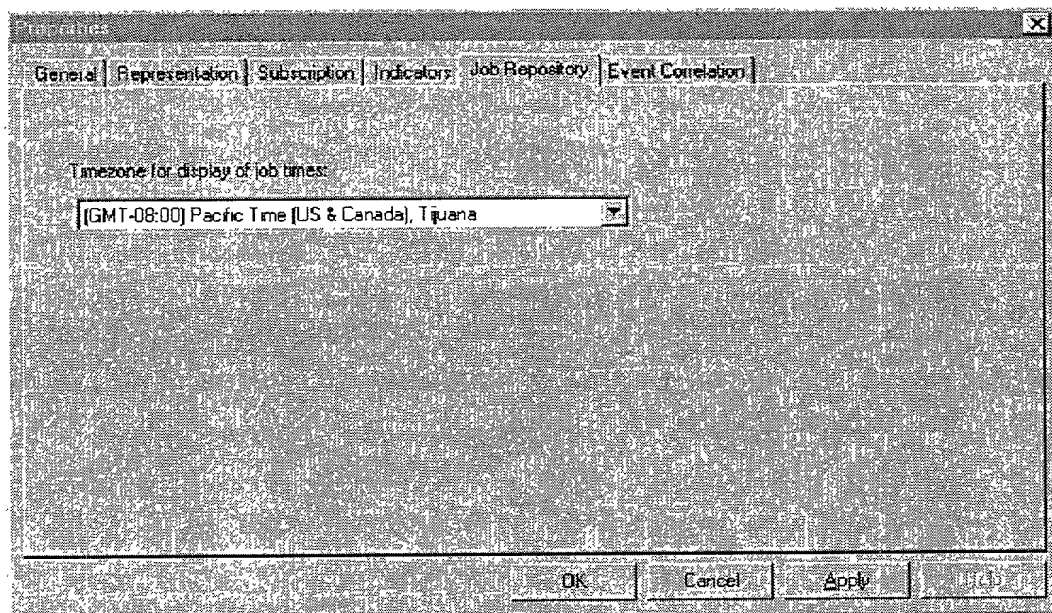 Properties
General Representation Subscription Indicators Job Repository Event Correlation
Timezone for display of job times:
(GMT-08:00) Pacific Time (US & Canada), Tijuana
OK Cancel Apply Help